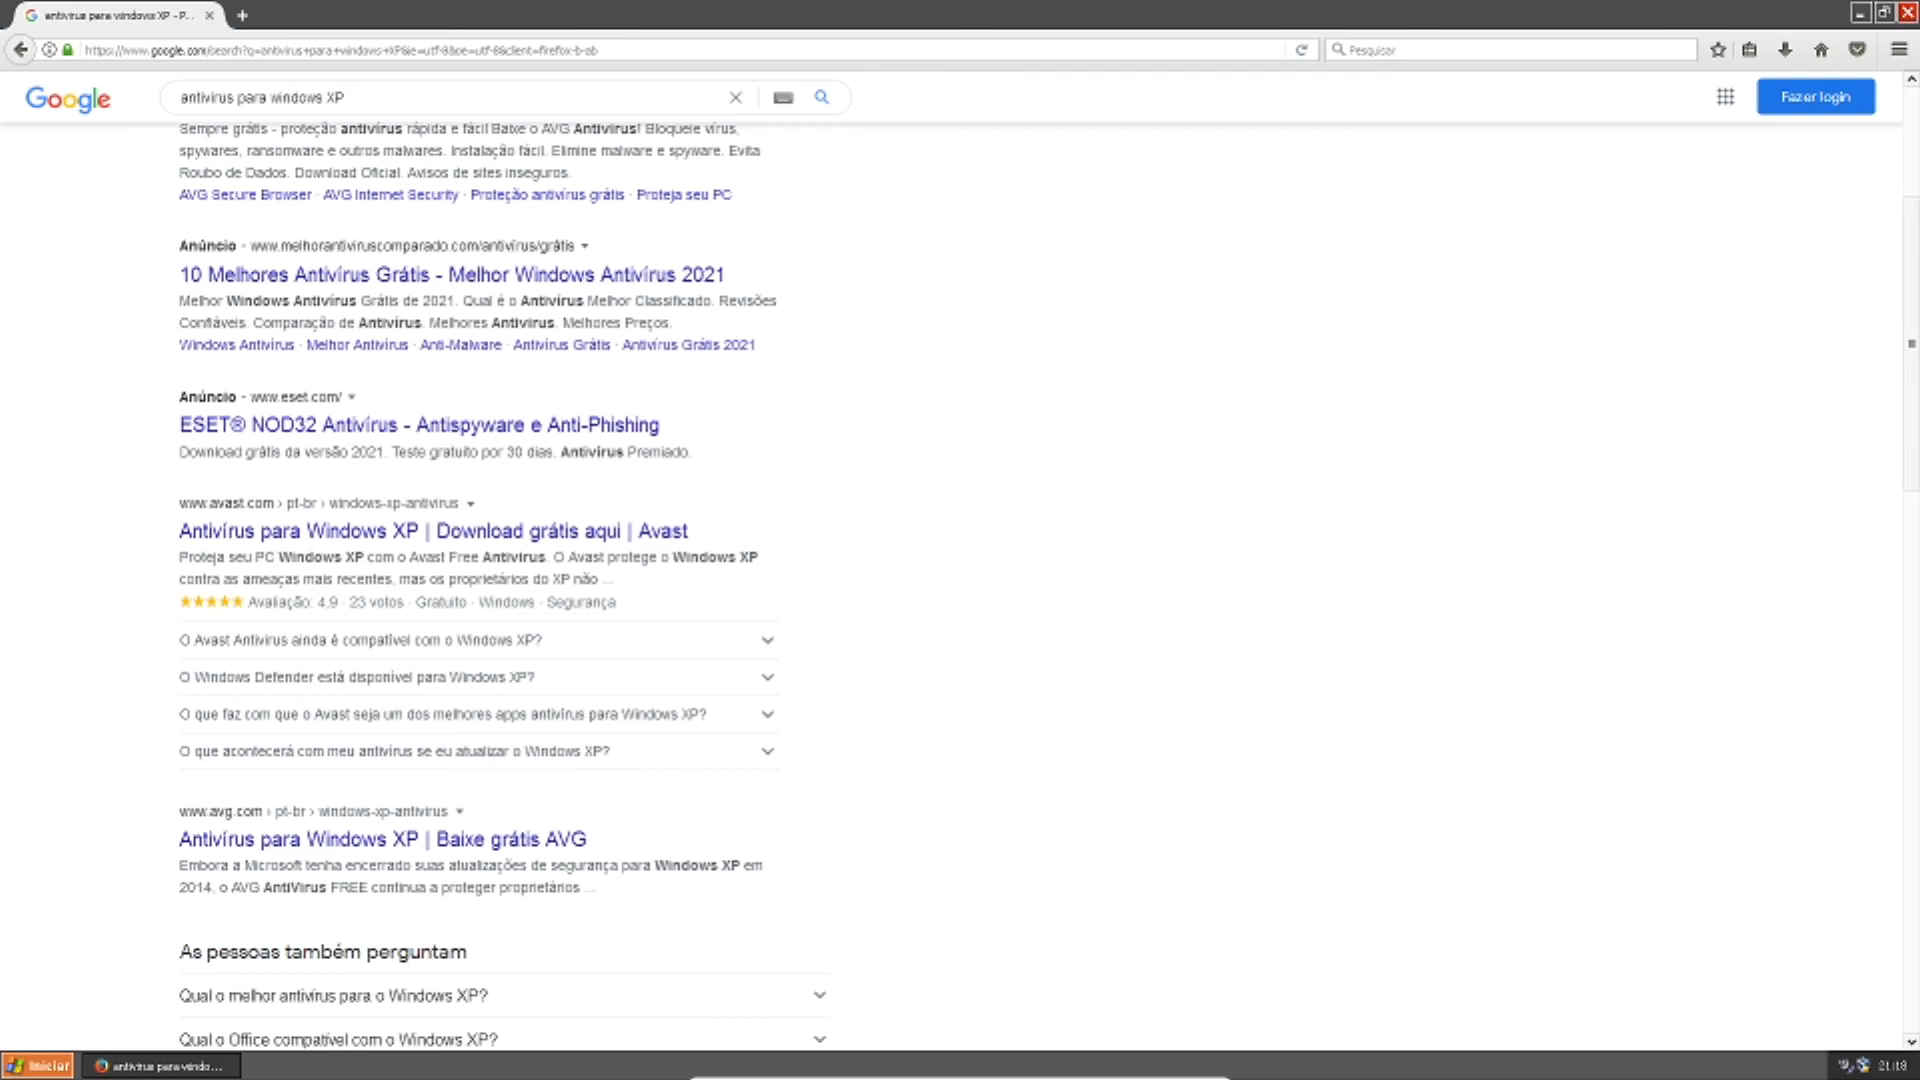 antivirus para windows XP - P...
https://www.google.com/search?q=antivirus+para+windows+XP&ie=utf-8&oe=utf-8&client=firefox-b-ab
Pesquisar
Google
antivirus para windows XP
Fazer login
Sempre grátis - proteção antivírus rápida e fácil Baixe o AVG Antivirus! Bloqueie vírus,
spywares, ransomware e outros malwares. Instalação fácil. Elimine malware e spyware. Evita
Roubo de Dados. Download Oficial. Avisos de sites inseguros.
AVG Secure Browser · AVG Internet Security · Proteção antivírus grátis · Proteja seu PC
Anúncio · www.melhorantiviruscomparado.com/antivírus/grátis
10 Melhores Antivírus Grátis - Melhor Windows Antivírus 2021
Melhor Windows Antivírus Grátis de 2021. Qual é o Antivírus Melhor Classificado. Revisões
Confiáveis. Comparação de Antivírus. Melhores Antivirus. Melhores Preços.
Windows Antivírus · Melhor Antivírus · Anti-Malware · Antivírus Grátis · Antivírus Grátis 2021
Anúncio · www.eset.com/
ESET® NOD32 Antivírus - Antispyware e Anti-Phishing
Download grátis da versão 2021. Teste gratuito por 30 dias. Antivírus Premiado.
www.avast.com › pt-br › windows-xp-antivirus
Antivírus para Windows XP | Download grátis aqui | Avast
Proteja seu PC Windows XP com o Avast Free Antivirus. O Avast protege o Windows XP
contra as ameaças mais recentes, mas os proprietários do XP não ...
Avaliação: 4,9 · 23 votos · Gratuito · Windows · Segurança
O Avast Antivirus ainda é compatível com o Windows XP?
O Windows Defender está disponível para Windows XP?
O que faz com que o Avast seja um dos melhores apps antivírus para Windows XP?
O que acontecerá com meu antivírus se eu atualizar o Windows XP?
www.avg.com › pt-br › windows-xp-antivirus
Antivírus para Windows XP | Baixe grátis AVG
Embora a Microsoft tenha encerrado suas atualizações de segurança para Windows XP em
2014, o AVG AntiVirus FREE continua a proteger proprietários ...
As pessoas também perguntam
Qual o melhor antivírus para o Windows XP?
Qual o Office compatível com o Windows XP?
Iniciar
antivirus para windo...
21:18